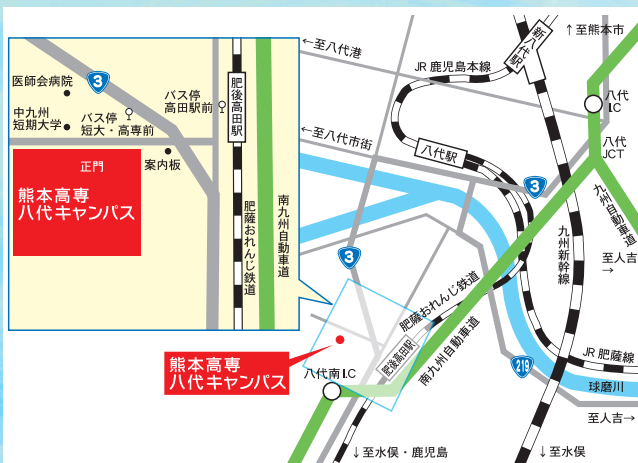 医師会病院
3
バス停
高田駅前
肥後高田駅
中九州
短期大学
バス停
短大・高専前
案内板
正門
熊本高専
八代キャンパス
肥薩おれんじ鉄道
南九州自動車道
←至八代港
JR 鹿児島本線
新八代駅
↑至熊本市
八代
I.C
八代
JCT
←至八代市街
八代駅
3
九州自動車道
九州新幹線
至人吉
→
3
肥薩おれんじ鉄道
南九州自動車道
肥後高田駅
熊本高専
八代キャンパス
八代南I.C
219
JR 肥薩線
球磨川
至人吉→
↓至水俣・鹿児島
↓至水俣